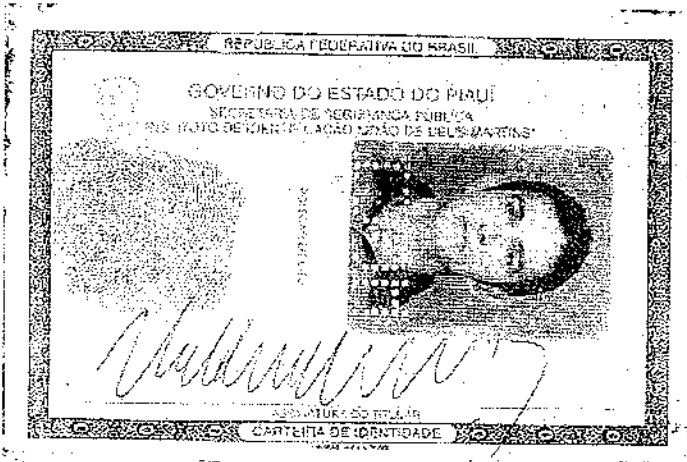 REPÚBLICA FEDERATIVA DO BRASIL
GOVERNO DO ESTADO DO PIAUÍ
SECRETARIA DE SEGURANÇA PÚBLICA
INSTITUTO DE IDENTIFICAÇÃO "JOÃO DE DEUS MARTINS"
ASSINATURA DO TITULAR
CARTEIRA DE IDENTIDADE